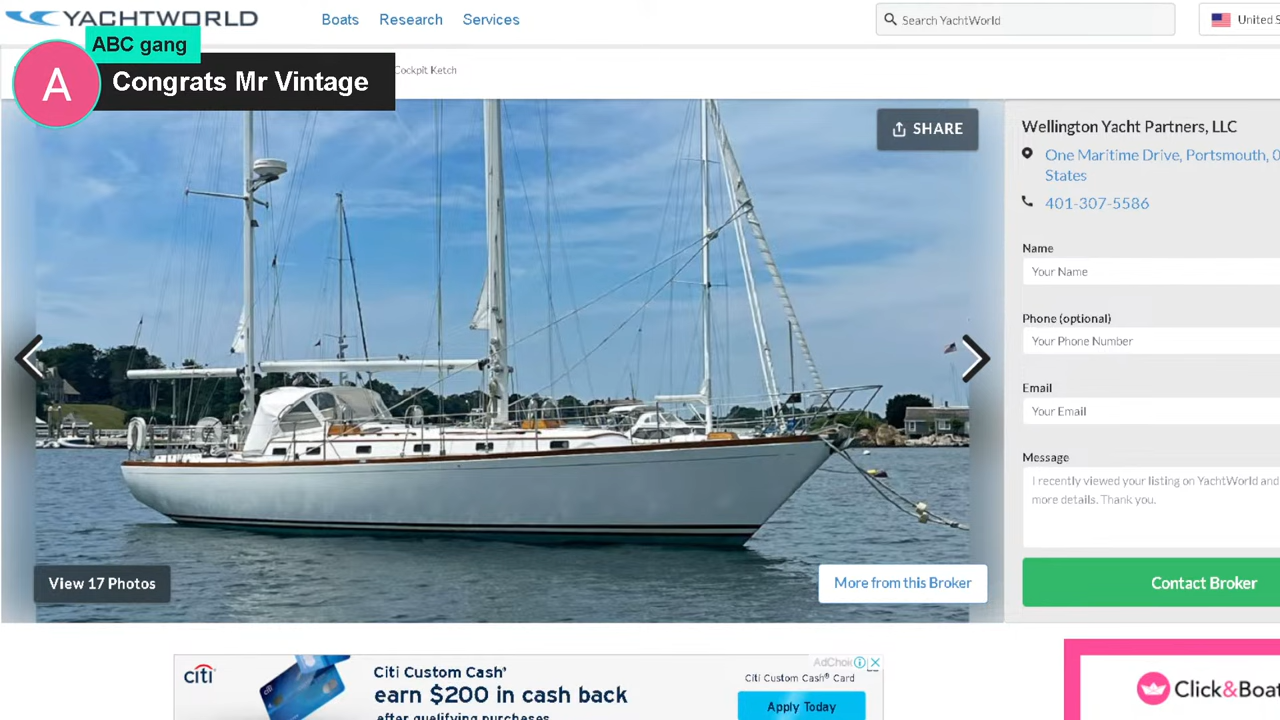 YACHTWORLD
Boats
Research
Services
Search YachtWorld
United S
ABC gang
A
Congrats Mr Vintage
Cockpit Ketch
SHARE
Wellington Yacht Partners, LLC
One Maritime Drive, Portsmouth, 0
States
401-307-5586
Name
Your Name
Phone (optional)
Your Phone Number
Email
Your Email
Message
I recently viewed your listing on YachtWorld and
more details. Thank you.
View 17 Photos
More from this Broker
Contact Broker
citi
Citi Custom Cash®
earn $200 in cash back
after qualifying purchases
AdChoi
Citi Custom Cash® Card
Apply Today
Click&Boat